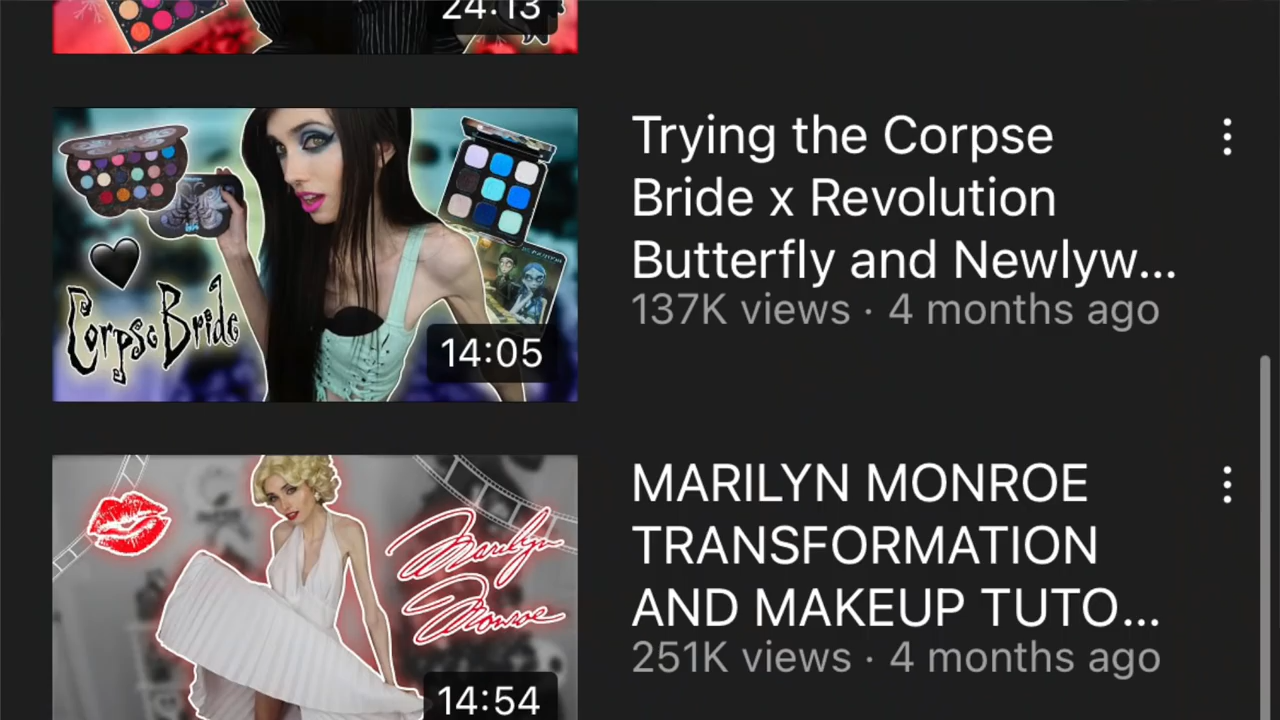 24:13
Trying the Corpse
Bride x Revolution
Butterfly and Newlyw...
137K views · 4 months ago
Corpse Bride
14:05
MARILYN MONROE
TRANSFORMATION
AND MAKEUP TUTO...
251K views · 4 months ago
Marilyn
Monroe
14:54